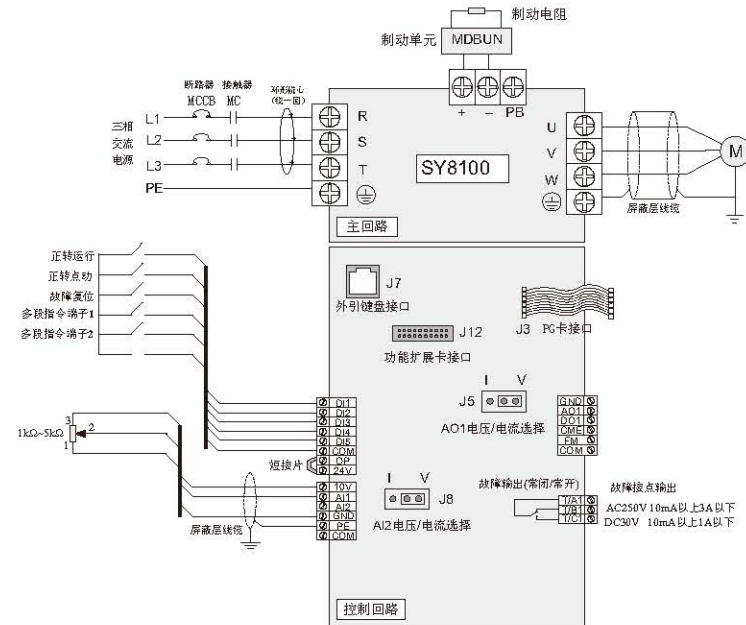 制动电阻
制动单元 MDBUN
断路器 接触器
MCCB MC
(绕一圈)
+ − PB
三相
交流
电源
L1
L2
L3
PE
R
S
T
SY8100
U
V
W
M
屏蔽层线缆
主回路
正转运行
正转点动
故障复位
多段指令端子1
多段指令端子2
J7
外引键盘接口
J3 PG卡接口
J12
功能扩展卡接口
I V
J5
AO1电压/电流选择
DI1
DI2
DI3
DI4
DI5
COM
OP
24V
短接片
GND
AO1
DO1
CME
FM
COM
1kΩ~5kΩ
3
2
1
10V
AI1
AI2
GND
PE
COM
屏蔽层线缆
I V
J8
AI2电压/电流选择
故障输出(常闭/常开)
T/A1
T/B1
T/C1
故障接点输出
AC250V 10mA以上3A以下
DC30V 10mA以上1A以下
控制回路